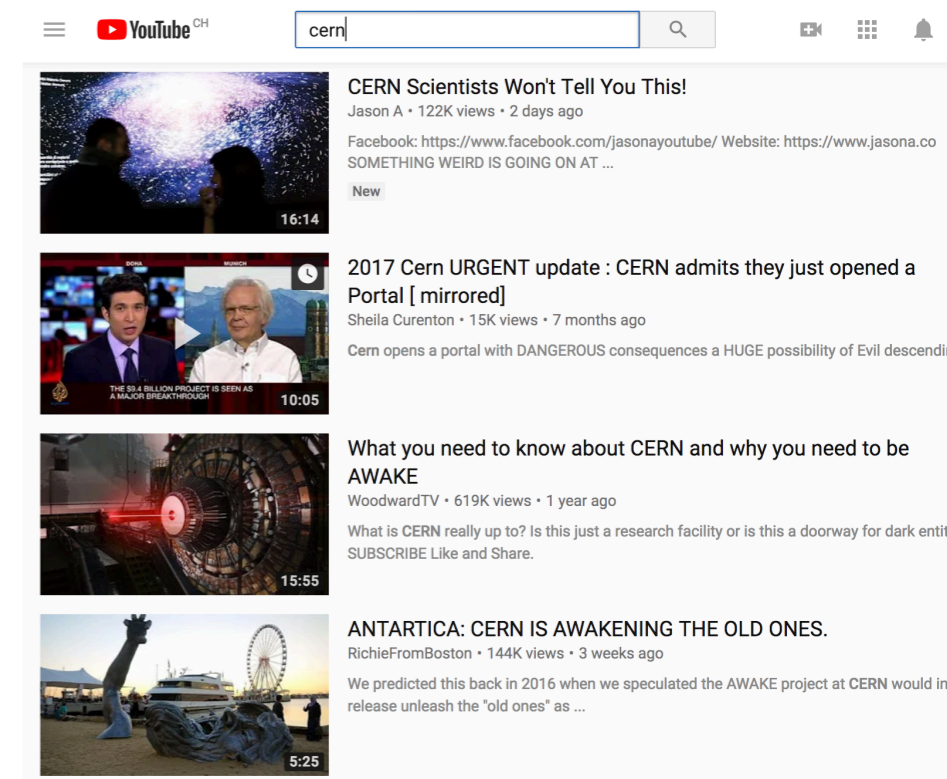 YouTube CH
cern
CERN Scientists Won't Tell You This!
Jason A • 122K views • 2 days ago
Facebook: https://www.facebook.com/jasonayoutube/ Website: https://www.jasona.co
SOMETHING WEIRD IS GOING ON AT ...
New
16:14
DOHA
MUNICH
THE $9.4 BILLION PROJECT IS SEEN AS
A MAJOR BREAKTHROUGH
10:05
2017 Cern URGENT update : CERN admits they just opened a
Portal [ mirrored]
Sheila Curenton • 15K views • 7 months ago
Cern opens a portal with DANGEROUS consequences a HUGE possibility of Evil descendi
15:55
What you need to know about CERN and why you need to be
AWAKE
WoodwardTV • 619K views • 1 year ago
What is CERN really up to? Is this just a research facility or is this a doorway for dark entit
SUBSCRIBE Like and Share.
5:25
ANTARTICA: CERN IS AWAKENING THE OLD ONES.
RichieFromBoston • 144K views • 3 weeks ago
We predicted this back in 2016 when we speculated the AWAKE project at CERN would in
release unleash the "old ones" as ...